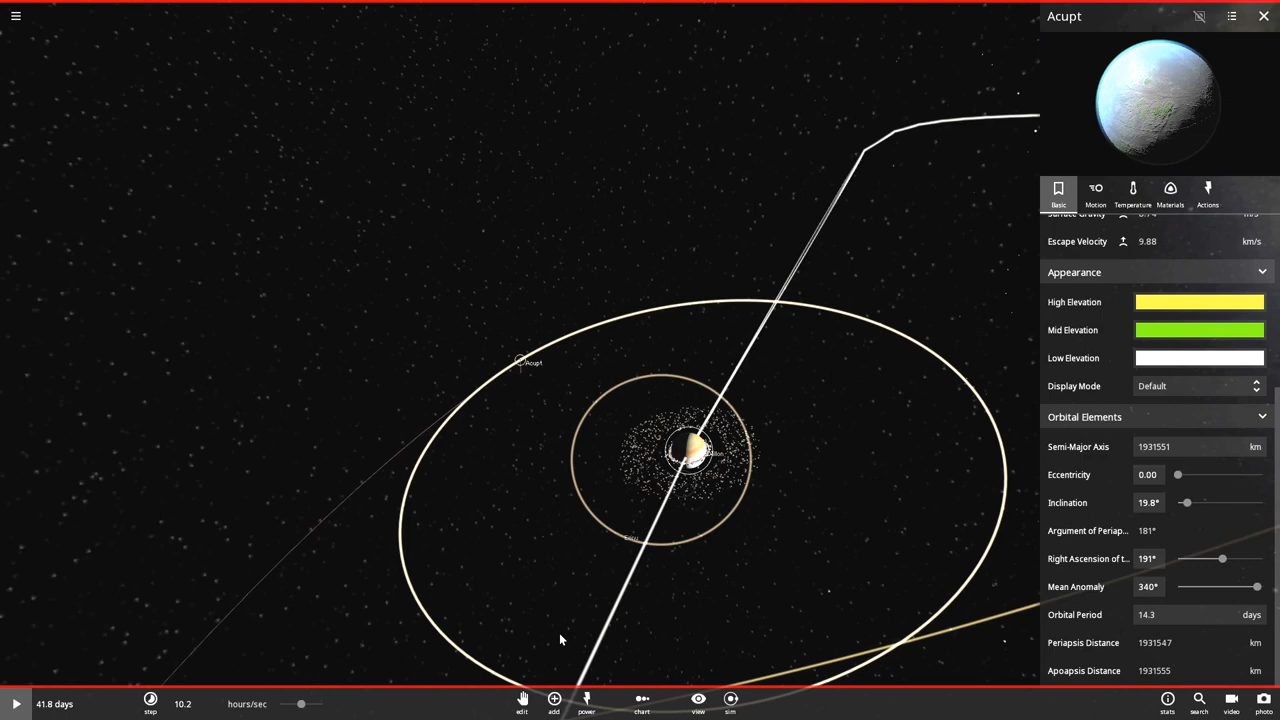 Acupt
Basic
Motion
Temperature
Materials
Actions
Escape Velocity 9.88 km/s
Appearance
High Elevation
Mid Elevation
Low Elevation
Display Mode Default
Orbital Elements
Semi-Major Axis 1931551 km
Eccentricity 0.00
Inclination 19.8°
Argument of Periap... 181°
Right Ascension of t... 191°
Mean Anomaly 340°
Orbital Period 14.3 days
Periapsis Distance 1931547 km
Apoapsis Distance 1931555 km
Acupt
41.8 days
step
10.2 hours/sec
edit
add
power
chart
view
sim
stats
search
video
photo